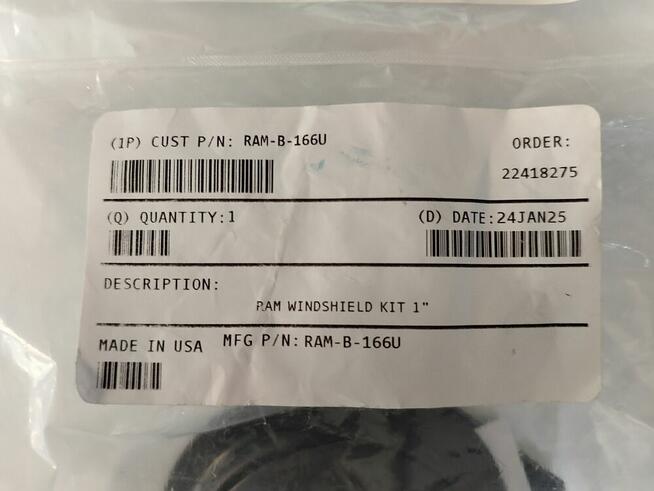 (1P) CUST P/N: RAM-B-166U
ORDER:
22418275
(Q) QUANTITY:1
(D) DATE:24JAN25
DESCRIPTION:
RAM WINDSHIELD KIT 1"
MADE IN USA
MFG P/N: RAM-B-166U